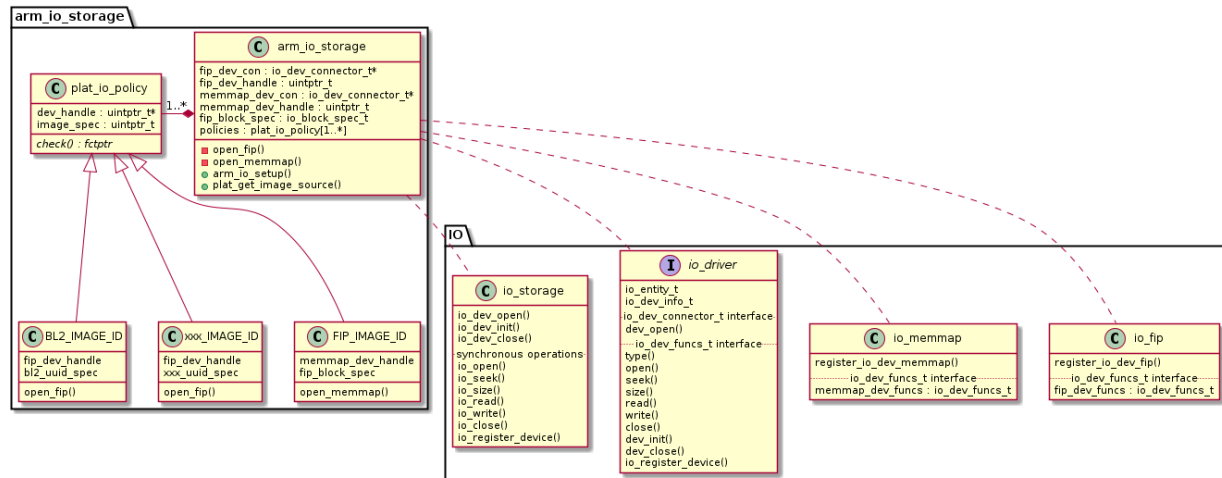 arm_io_storage
C arm_io_storage
fip_dev_con : io_dev_connector_t*
fip_dev_handle : uintptr_t
memmap_dev_con : io_dev_connector_t*
memmap_dev_handle : uintptr_t
fip_block_spec : io_block_spec_t
policies : plat_io_policy[1..*]
open_fip()
open_memmap()
arm_io_setup()
plat_get_image_source()
C plat_io_policy
dev_handle : uintptr_t*
image_spec : uintptr_t
check() : fctptr
1..*
C BL2_IMAGE_ID
fip_dev_handle
bl2_uuid_spec
open_fip()
C xxx_IMAGE_ID
fip_dev_handle
xxx_uuid_spec
open_fip()
C FIP_IMAGE_ID
memmap_dev_handle
fip_block_spec
open_memmap()
IO
C io_storage
io_dev_open()
io_dev_init()
io_dev_close()
synchronous operations
io_open()
io_seek()
io_size()
io_read()
io_write()
io_close()
io_register_device()
I io_driver
io_entity_t
io_dev_info_t
io_dev_connector_t interface
dev_open()
io_dev_funcs_t interface
type()
open()
seek()
size()
read()
write()
close()
dev_init()
dev_close()
io_register_device()
C io_memmap
register_io_dev_memmap()
io_dev_funcs_t interface
memmap_dev_funcs : io_dev_funcs_t
C io_fip
register_io_dev_fip()
io_dev_funcs_t interface
fip_dev_funcs : io_dev_funcs_t